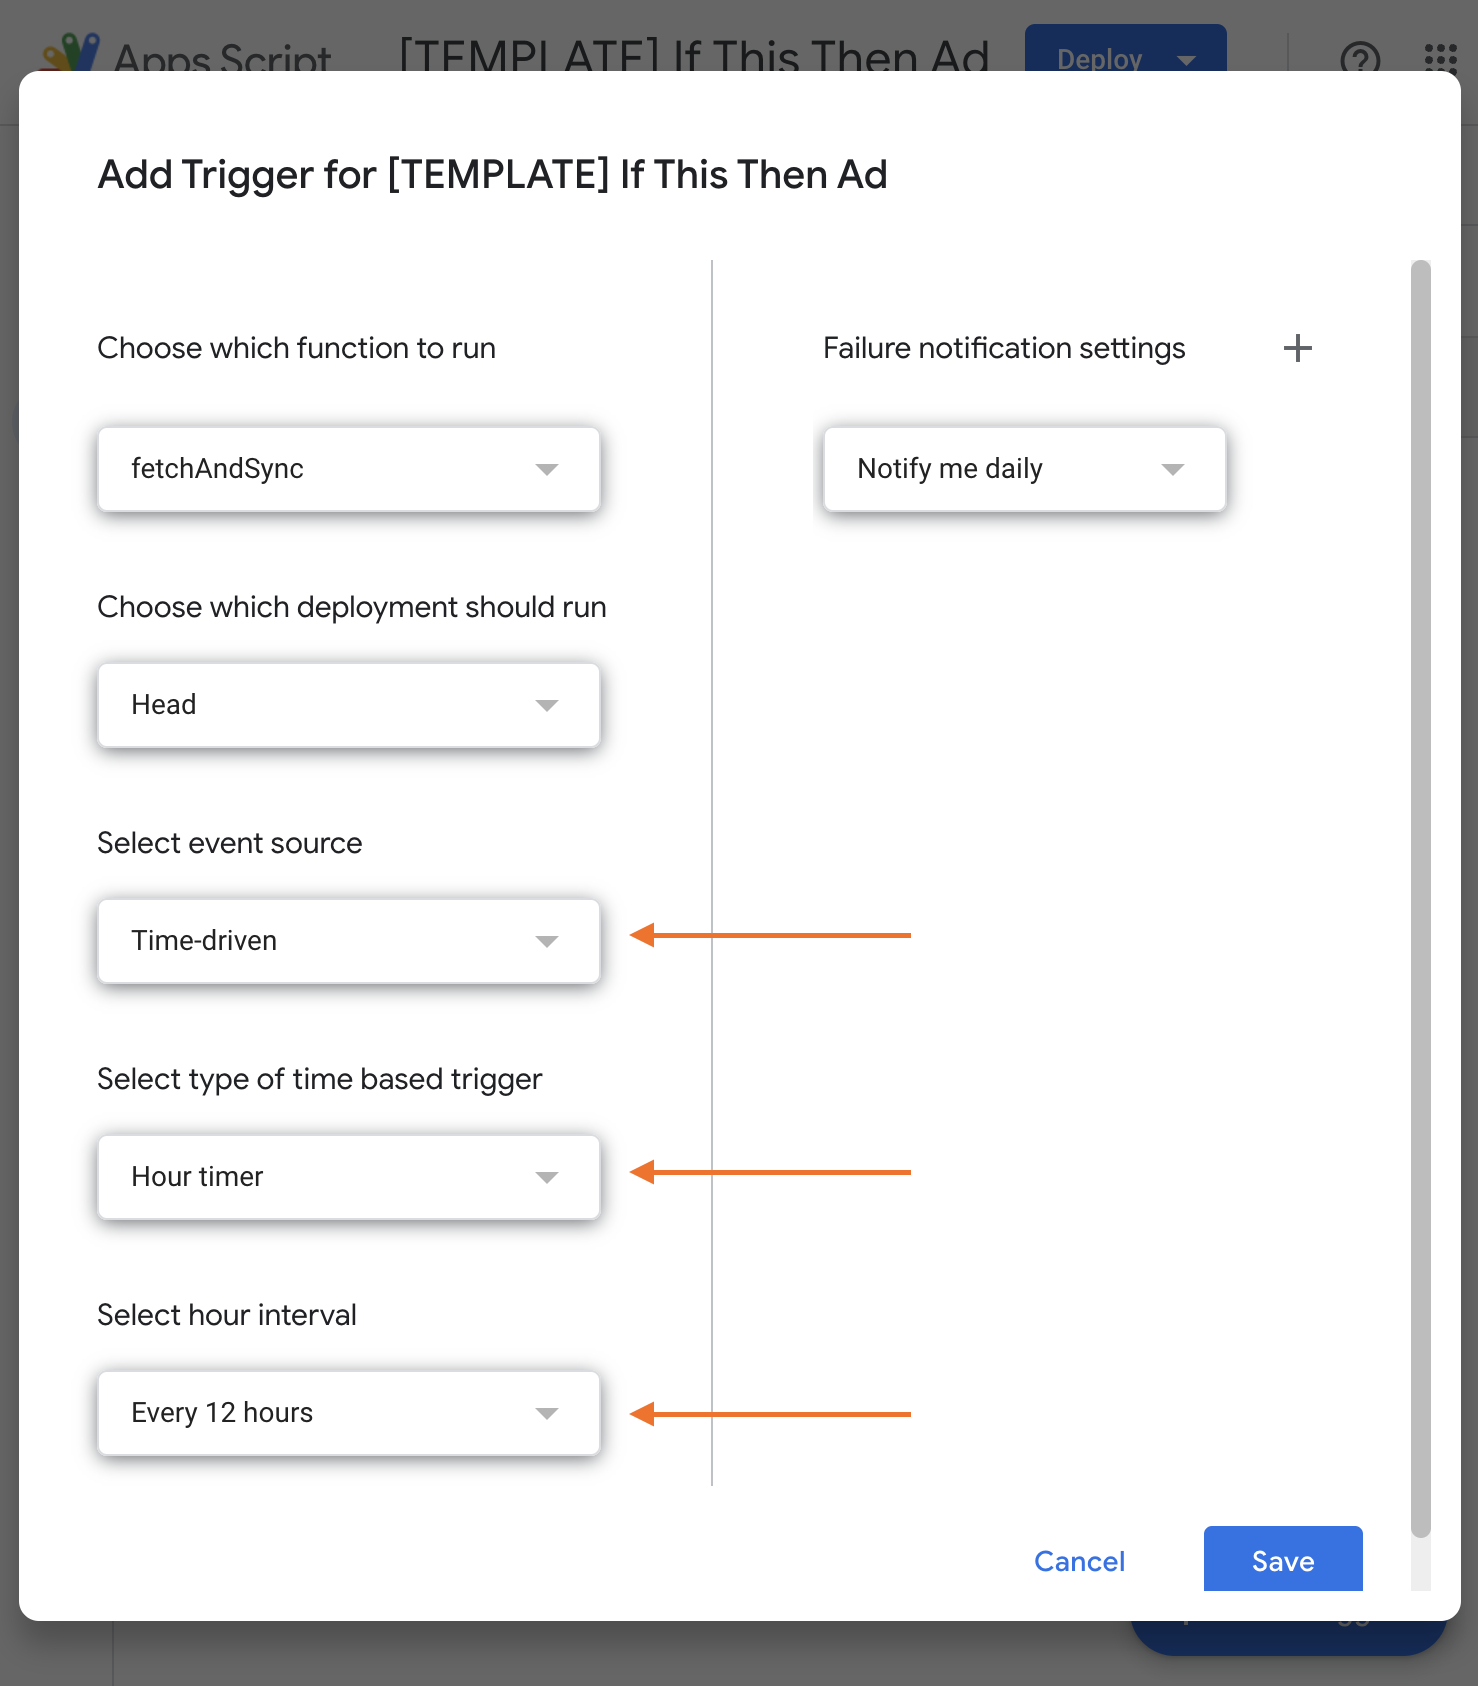 Apps Script
[TEMPLATE] If This Then Ad
Deploy
Add Trigger for [TEMPLATE] If This Then Ad
Choose which function to run
fetchAndSync
Choose which deployment should run
Head
Select event source
Time-driven
Select type of time based trigger
Hour timer
Select hour interval
Every 12 hours
Failure notification settings
Notify me daily
Cancel
Save